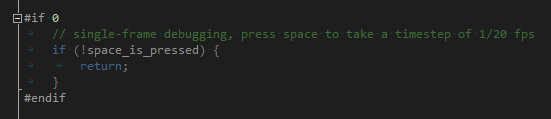 #if 0
// single-frame debugging, press space to take a timestep of 1/20 fps
if (!space_is_pressed) {
return;
}
#endif